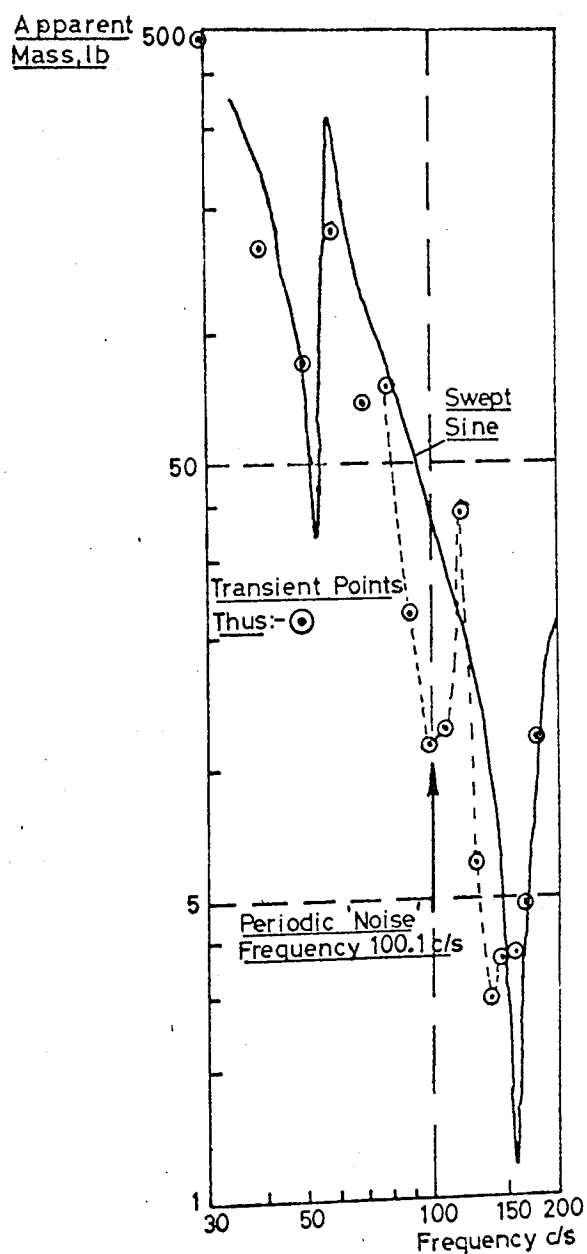 Apparent
Mass, lb
500
Swept
Sine
50
Transient Points
Thus:-
5
Periodic 'Noise'
Frequency 100.1 c/s
1
30 50 100 150 200
Frequency c/s